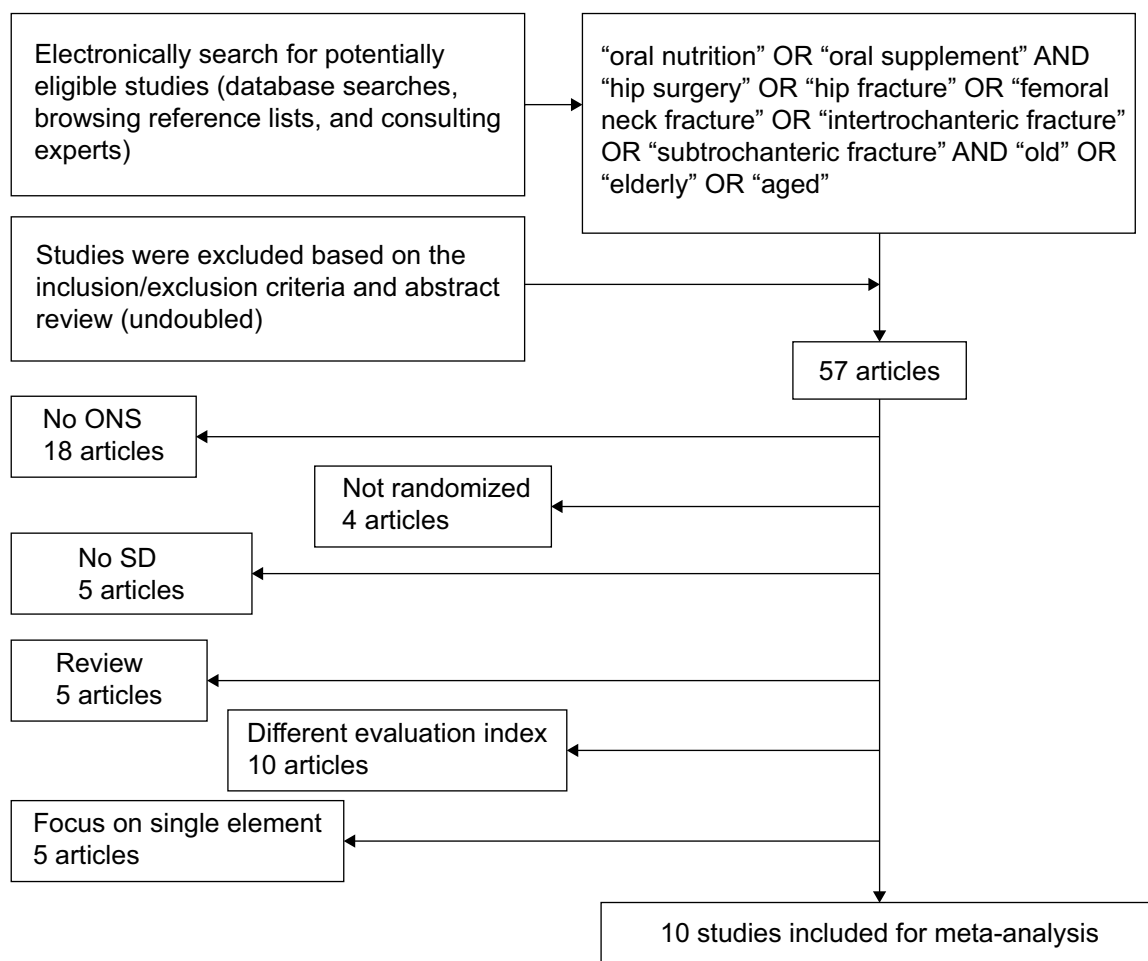 Electronically search for potentially
eligible studies (database searches,
browsing reference lists, and consulting
experts)
“oral nutrition” OR “oral supplement” AND
“hip surgery” OR “hip fracture” OR “femoral
neck fracture” OR “intertrochanteric fracture”
OR “subtrochanteric fracture” AND “old” OR
“elderly” OR “aged”
Studies were excluded based on the
inclusion/exclusion criteria and abstract
review (undoubled)
57 articles
No ONS
18 articles
Not randomized
4 articles
No SD
5 articles
Review
5 articles
Different evaluation index
10 articles
Focus on single element
5 articles
10 studies included for meta-analysis